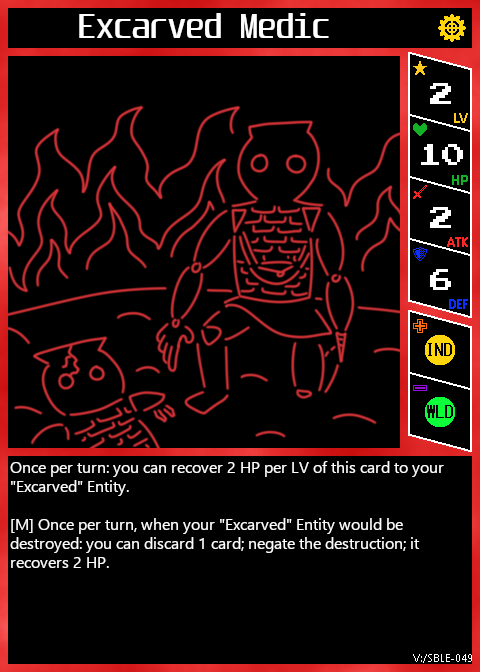 Excarved Medic
2
LV
10
HP
2
ATK
6
DEF
IND
WLD
Once per turn: you can recover 2 HP per LV of this card to your
"Excarved" Entity.
[M] Once per turn, when your "Excarved" Entity would be
destroyed: you can discard 1 card; negate the destruction; it
recovers 2 HP.
V:/SBLE-049